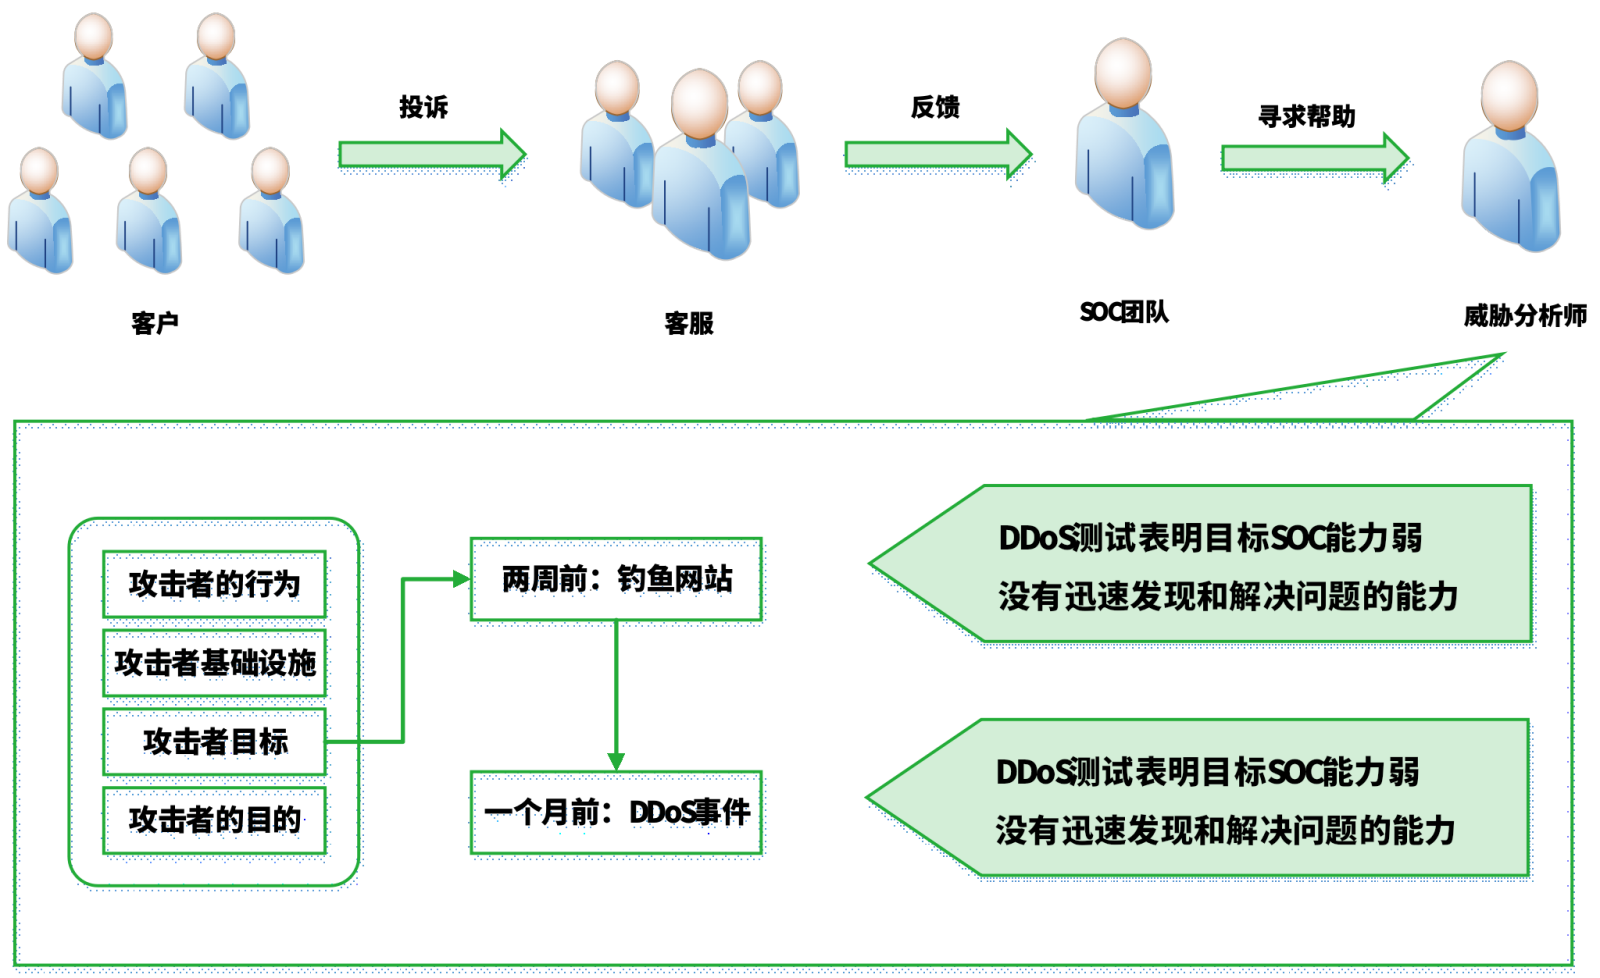 投诉
反馈
寻求帮助
客户
客服
SOC团队
威胁分析师
攻击者的行为
攻击者基础设施
攻击者目标
攻击者的目的
两周前：钓鱼网站
一个月前：DDoS事件
DDoS测试表明目标SOC能力弱
没有迅速发现和解决问题的能力
DDoS测试表明目标SOC能力弱
没有迅速发现和解决问题的能力